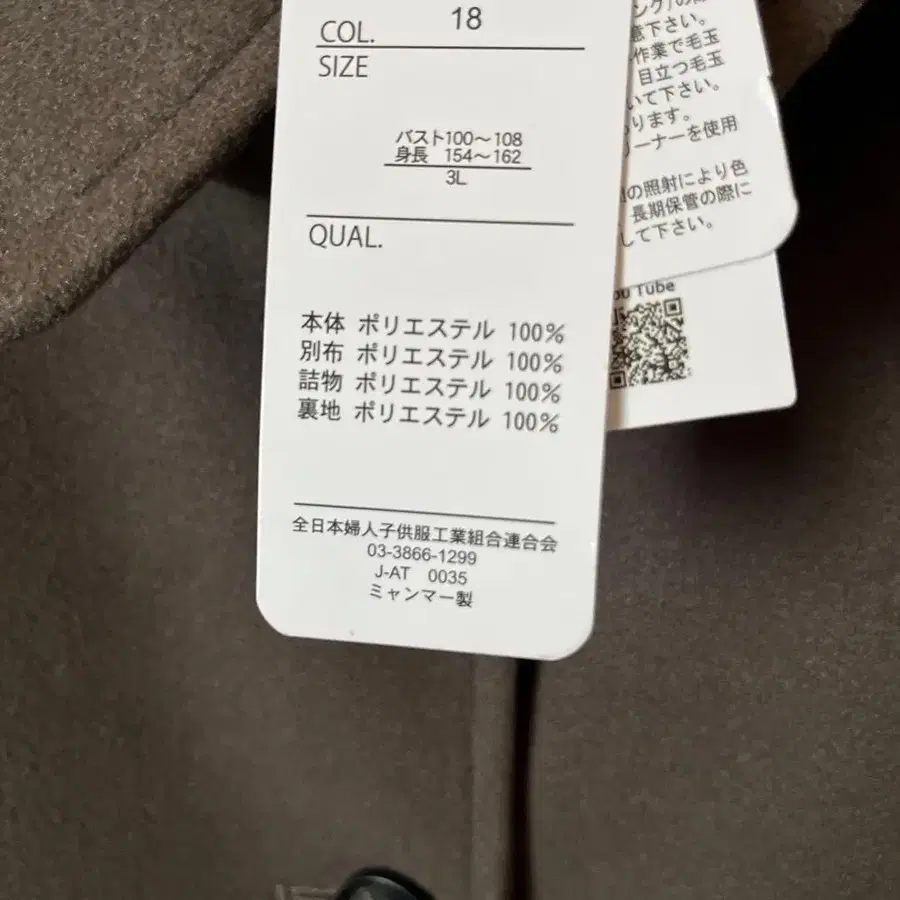 COL. 18
SIZE
バスト100～108
身長 154～162
3L
QUAL.
本体 ポリエステル 100%
別布 ポリエステル 100%
詰物 ポリエステル 100%
裏地 ポリエステル 100%
全日本婦人子供服工業組合連合会
03-3866-1299
J-AT 0035
ミャンマー製
ング
下さい。
作業で毛玉
目立つ毛玉
いて下さい。
ります。
リーナーを使用
の照射により色
長期保管の際に
して下さい。
Tube